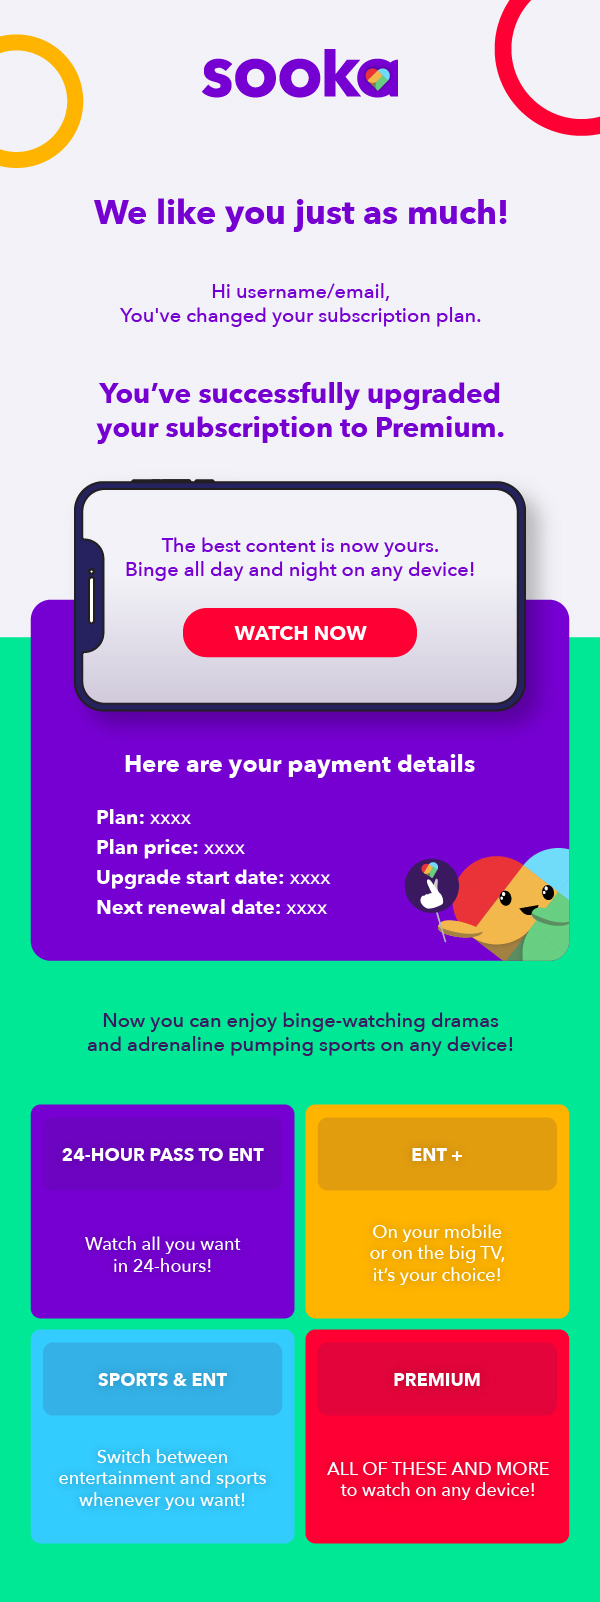 sooka
We like you just as much!
Hi username/email,
You've changed your subscription plan.
You’ve successfully upgraded
your subscription to Premium.
The best content is now yours.
Binge all day and night on any device!
WATCH NOW
Here are your payment details
Plan: xxxx
Plan price: xxxx
Upgrade start date: xxxx
Next renewal date: xxxx
Now you can enjoy binge-watching dramas
and adrenaline pumping sports on any device!
24-HOUR PASS TO ENT
Watch all you want
in 24-hours!
ENT +
On your mobile
or on the big TV,
it’s your choice!
SPORTS & ENT
Switch between
entertainment and sports
whenever you want!
PREMIUM
ALL OF THESE AND MORE
to watch on any device!